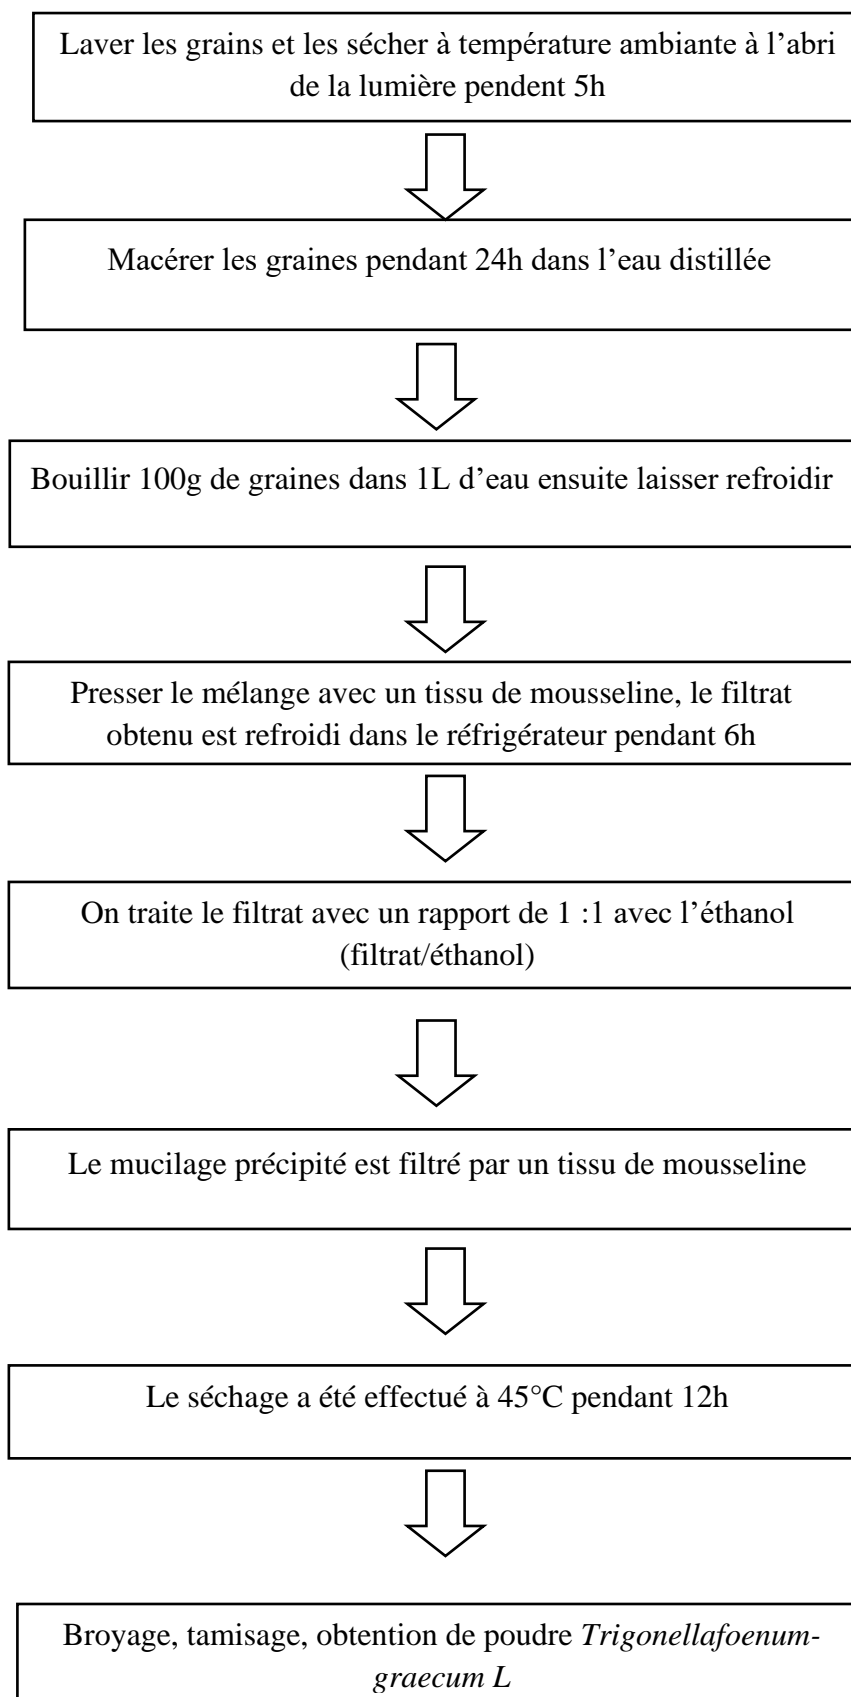 Laver les grains et les sécher à température ambiante à l’abri
de la lumière pendent 5h
Macérer les graines pendant 24h dans l’eau distillée
Bouillir 100g de graines dans 1L d’eau ensuite laisser refroidir
Presser le mélange avec un tissu de mousseline, le filtrat
obtenu est refroidi dans le réfrigérateur pendant 6h
On traite le filtrat avec un rapport de 1 :1 avec l’éthanol
(filtrat/éthanol)
Le mucilage précipité est filtré par un tissu de mousseline
Le séchage a été effectué à 45°C pendant 12h
Broyage, tamisage, obtention de poudre Trigonellafoenum-
graecum L